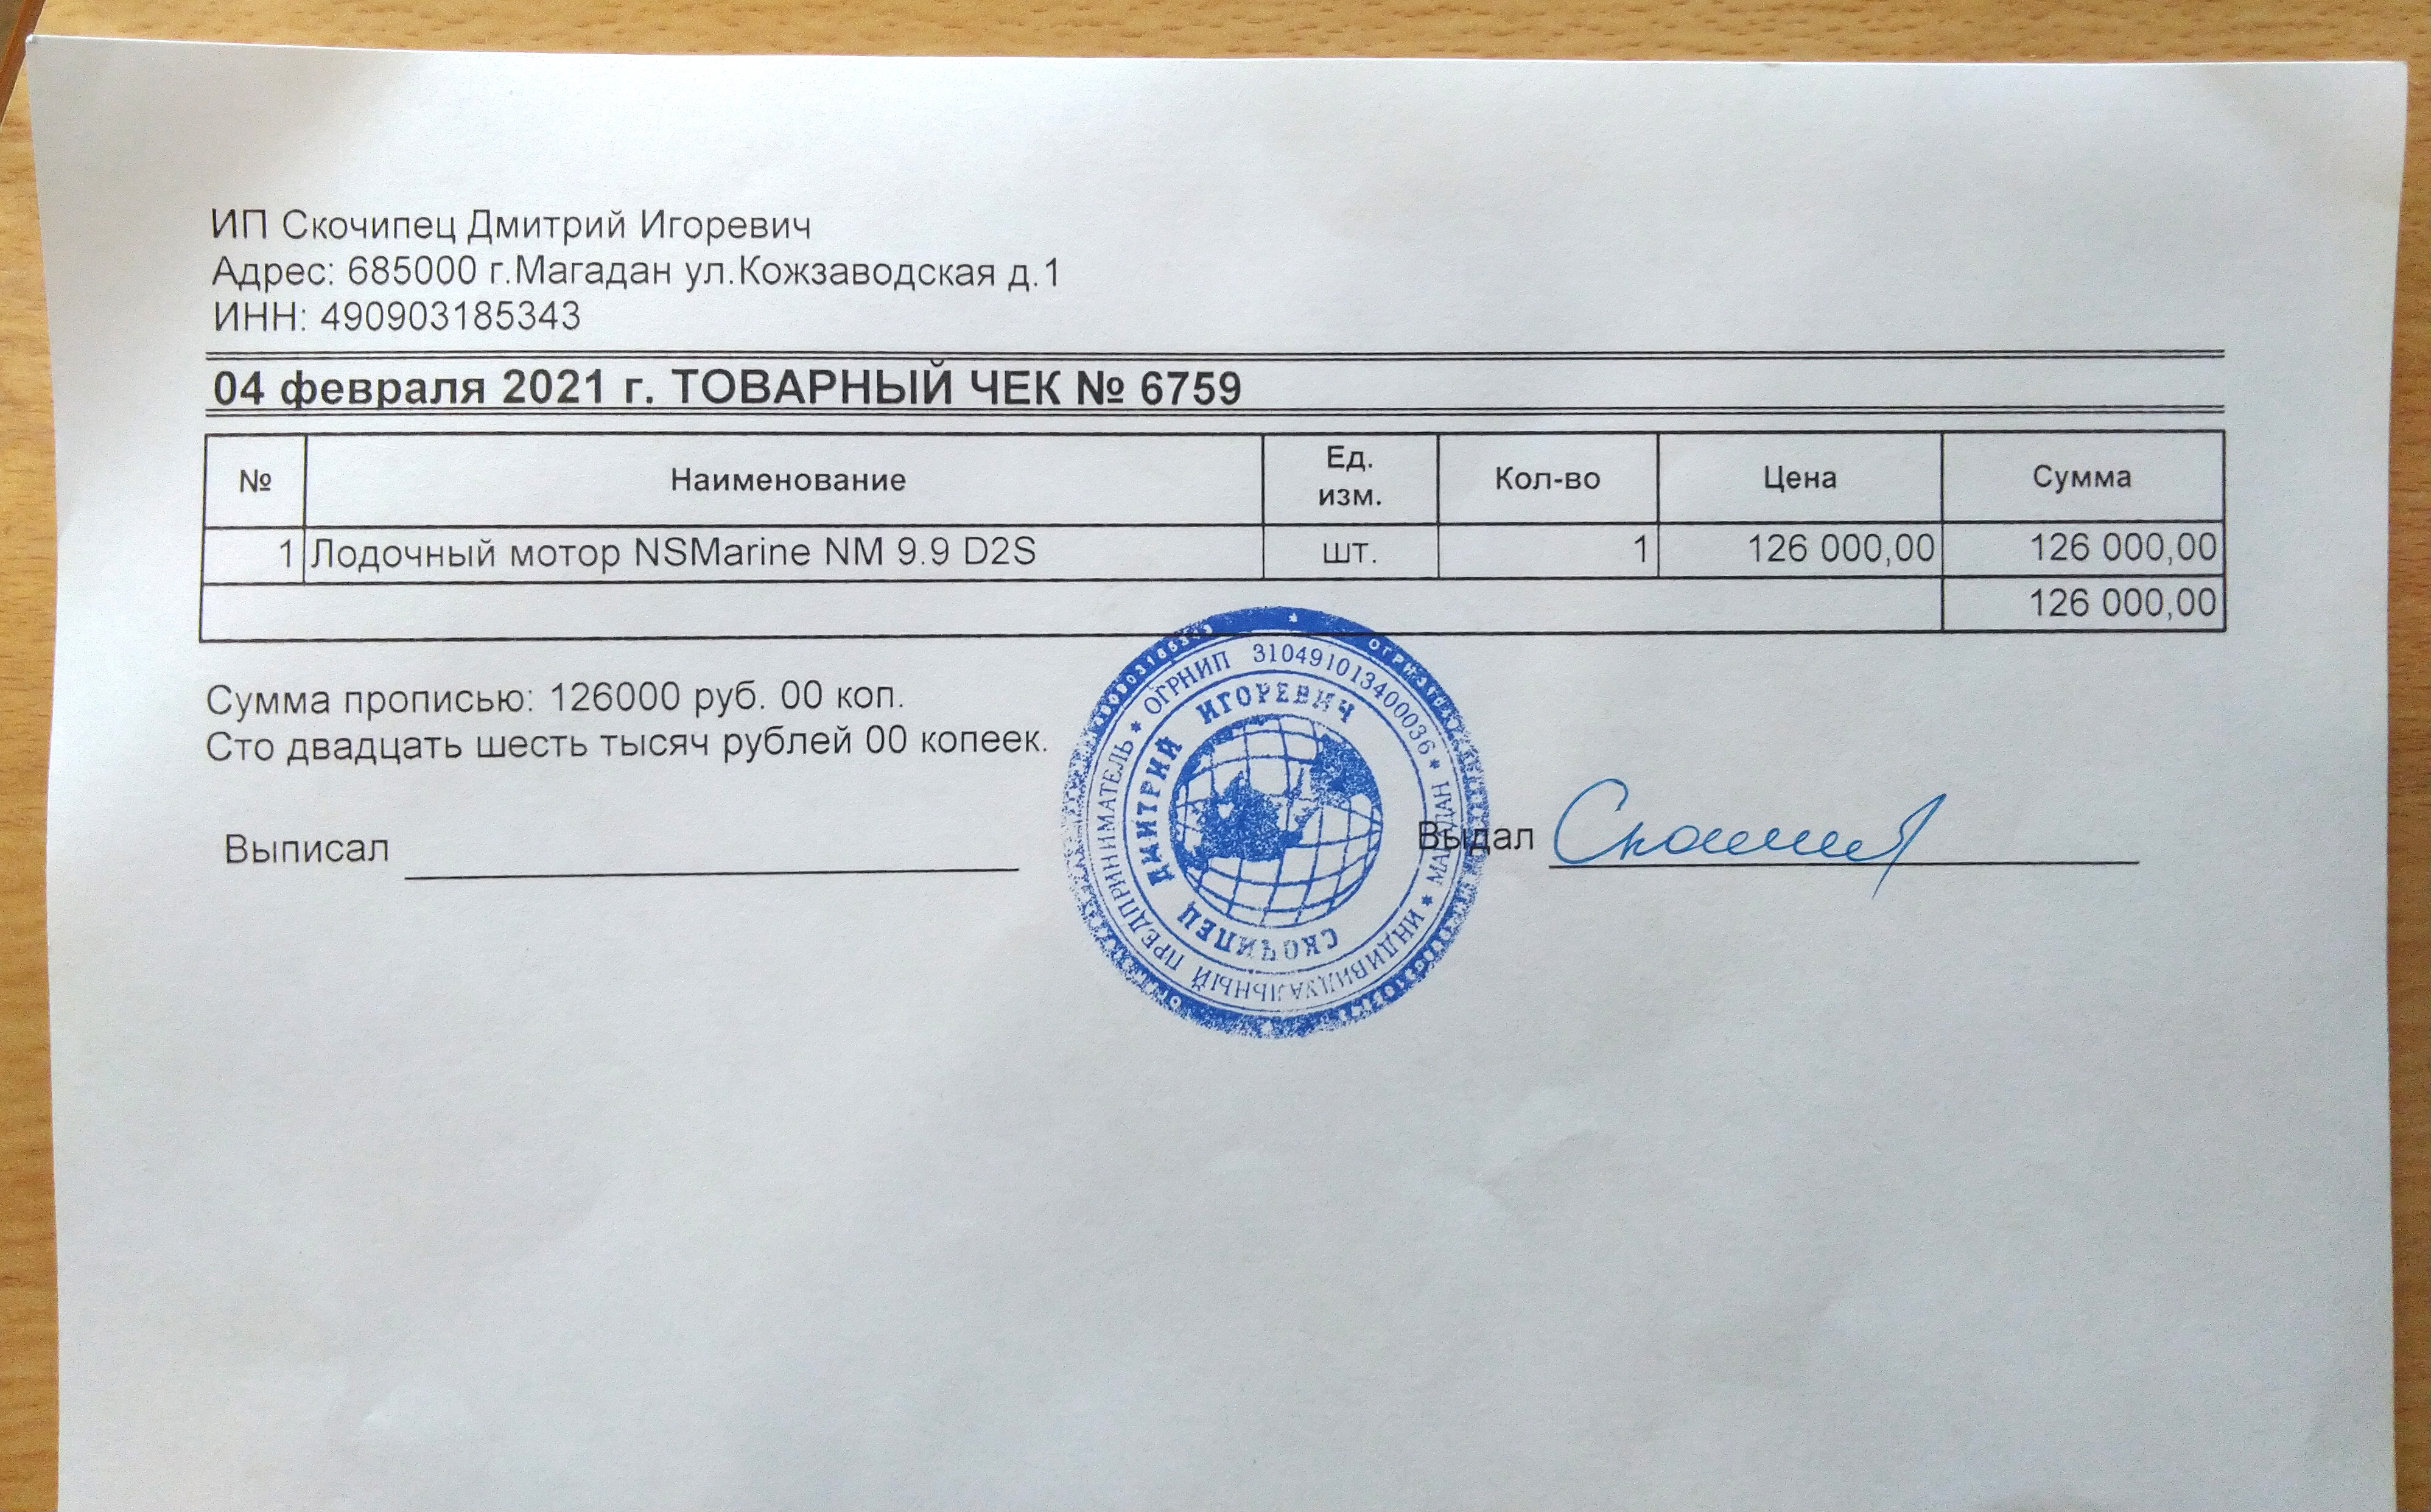 ИП Скочипец Дмитрий Игоревич
Адрес: 685000 г.Магадан ул.Кожзаводская д.1
ИНН: 490903185343
04 февраля 2021 г. ТОВАРНЫЙ ЧЕК № 6759
№ Наименование Ед. изм. Кол-во Цена Сумма
1 Лодочный мотор NSMarine NM 9.9 D2S шт. 1 126 000,00 126 000,00
126 000,00
Сумма прописью: 126000 руб. 00 коп.
Сто двадцать шесть тысяч рублей 00 копеек.
Выписал
Выдал
ИНДИВИДУАЛЬНЫЙ ПРЕДПРИНИМАТЕЛЬ * ОГРНИП 310491013400036 * МАГАДАН *
СКОЧИПЕЦ ДМИТРИЙ ИГОРЕВИЧ